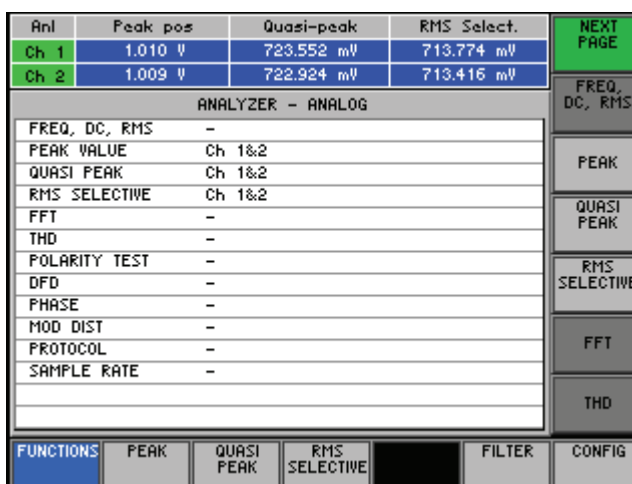 Anl Peak pos Quasi-peak RMS Select.
Ch 1 1.010 V 723.552 mV 713.774 mV
Ch 2 1.009 V 722.924 mV 713.416 mV
ANALYZER - ANALOG
FREQ, DC, RMS -
PEAK VALUE Ch 1&2
QUASI PEAK Ch 1&2
RMS SELECTIVE Ch 1&2
FFT -
THD -
POLARITY TEST -
DFD -
PHASE -
MOD DIST -
PROTOCOL -
SAMPLE RATE -
NEXT
PAGE
FREQ,
DC, RMS
PEAK
QUASI
PEAK
RMS
SELECTIVE
FFT
THD
FUNCTIONS PEAK QUASI RMS FILTER CONFIG
PEAK SELECTIVE